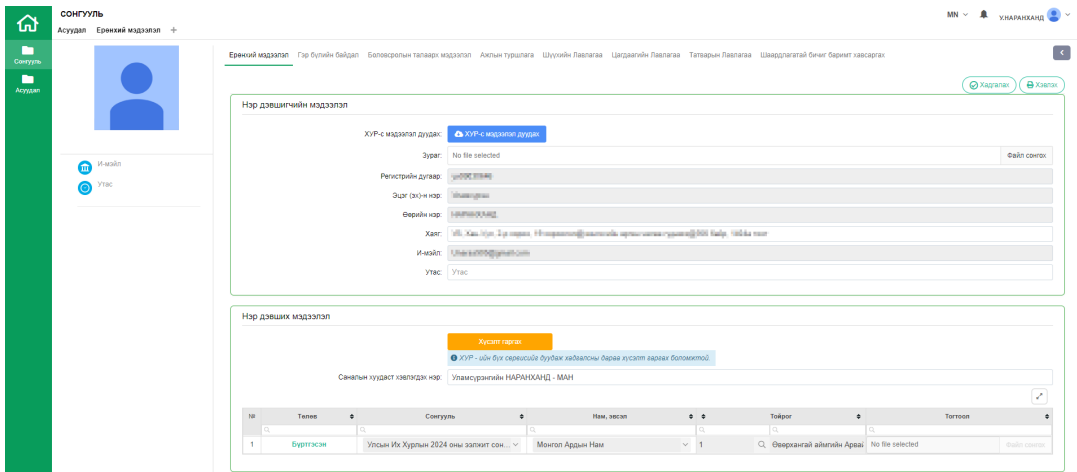 СОНГУУЛЬ
MN
У.НАРАНХАНД
Асуудал Ерөнхий мэдээлэл +
Сонгууль
Асуудал
И-мэйл
Утас
Ерөнхий мэдээлэл Гэр бүлийн байдал Боловсролын талаарх мэдээлэл Ажлын туршлага Шүүхийн Лавлагаа Цагдаагийн Лавлагаа Татварын Лавлагаа Шаардлагатай бичиг баримт хавсаргах
Хадгалах Хэвлэх
Нэр дэвшигчийн мэдээлэл
ХУР-с мэдээлэл дуудах: ХУР-с мэдээлэл дуудах
Зураг: No file selected Файл сонгох
Регистрийн дугаар:
Эцэг (эх)-н нэр:
Өөрийн нэр:
Хаяг:
И-мэйл:
Утас: Утас
Нэр дэвших мэдээлэл
Хүсэлт гаргах
ХУР - ийн бүх сервисийг дуудаж хадгалсны дараа хүсэлт гаргах боломжтой.
Саналын хуудаст хэвлэгдэх нэр: Уламсүрэнгийн НАРАНХАНД - МАН
№ Төлөв Сонгууль Нам, эвсэл Тойрог Тогтоол
1 Бүртгэсэн Улсын Их Хурлын 2024 оны ээлжит сон... Монгол Ардын Нам 1 Өвөрхангай аймгийн Арвай No file selected Файл сонгох